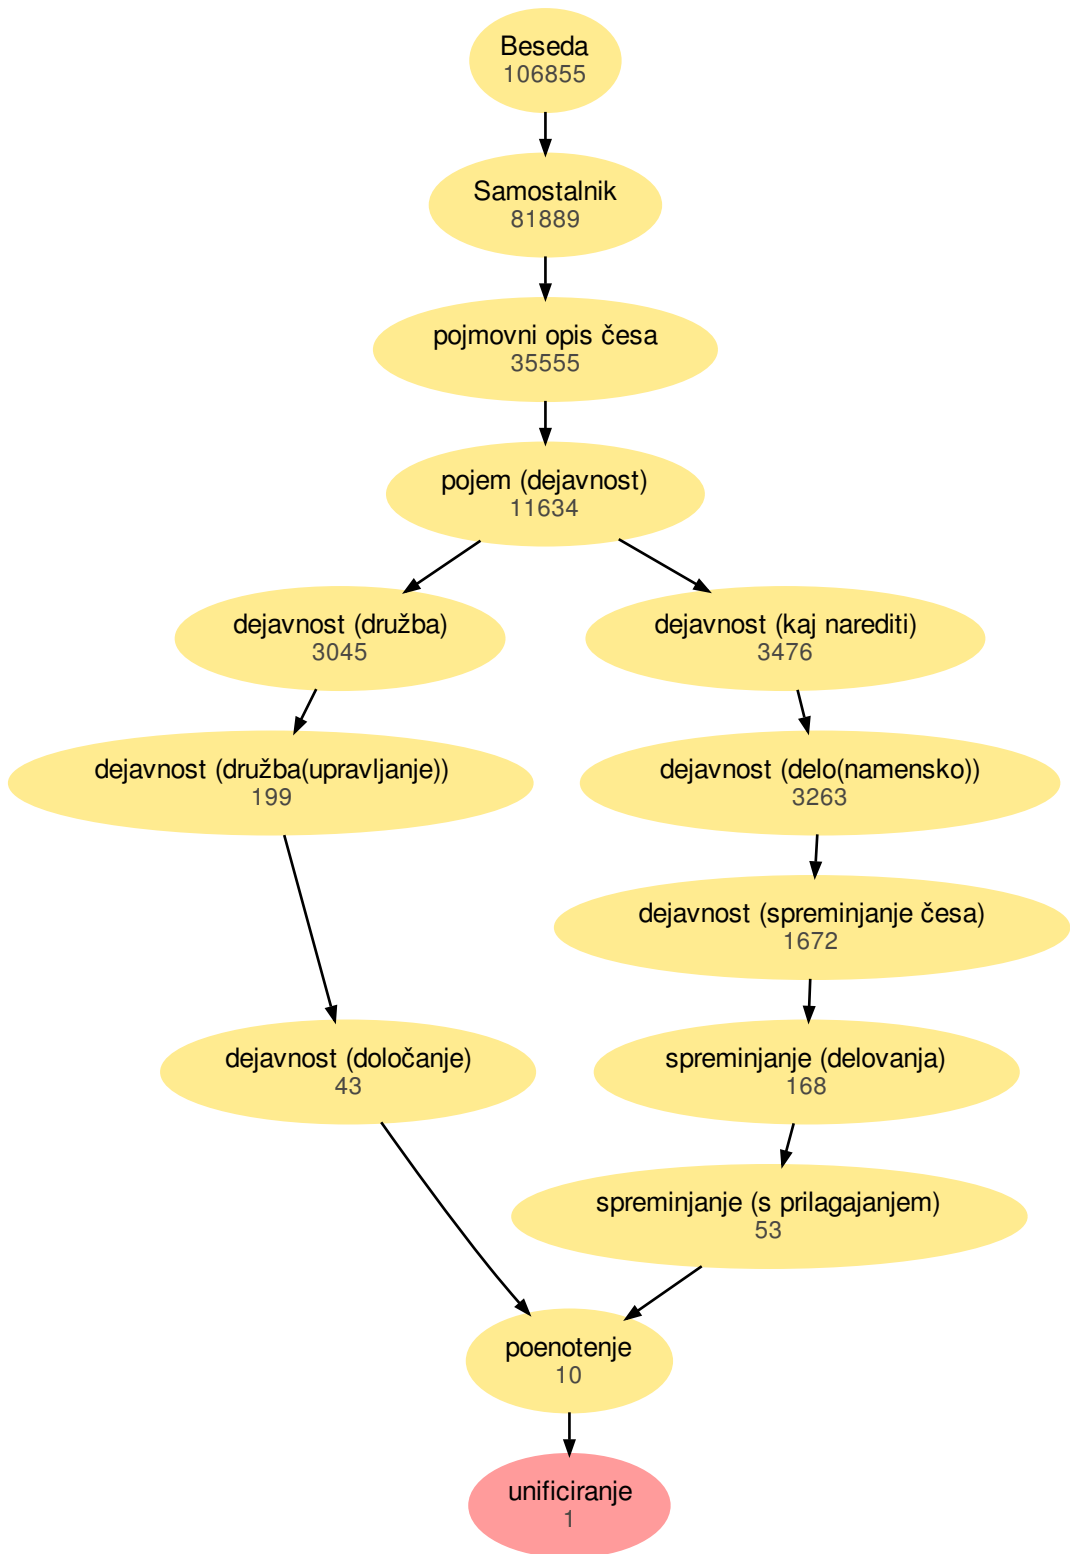 Beseda
106855
Samostalnik
81889
pojmovni opis česa
35555
pojem (dejavnost)
11634
dejavnost (družba)
3045
dejavnost (kaj narediti)
3476
dejavnost (družba(upravljanje))
199
dejavnost (delo(namensko))
3263
dejavnost (spreminjanje česa)
1672
dejavnost (določanje)
43
spreminjanje (delovanja)
168
spreminjanje (s prilagajanjem)
53
poenotenje
10
unificiranje
1